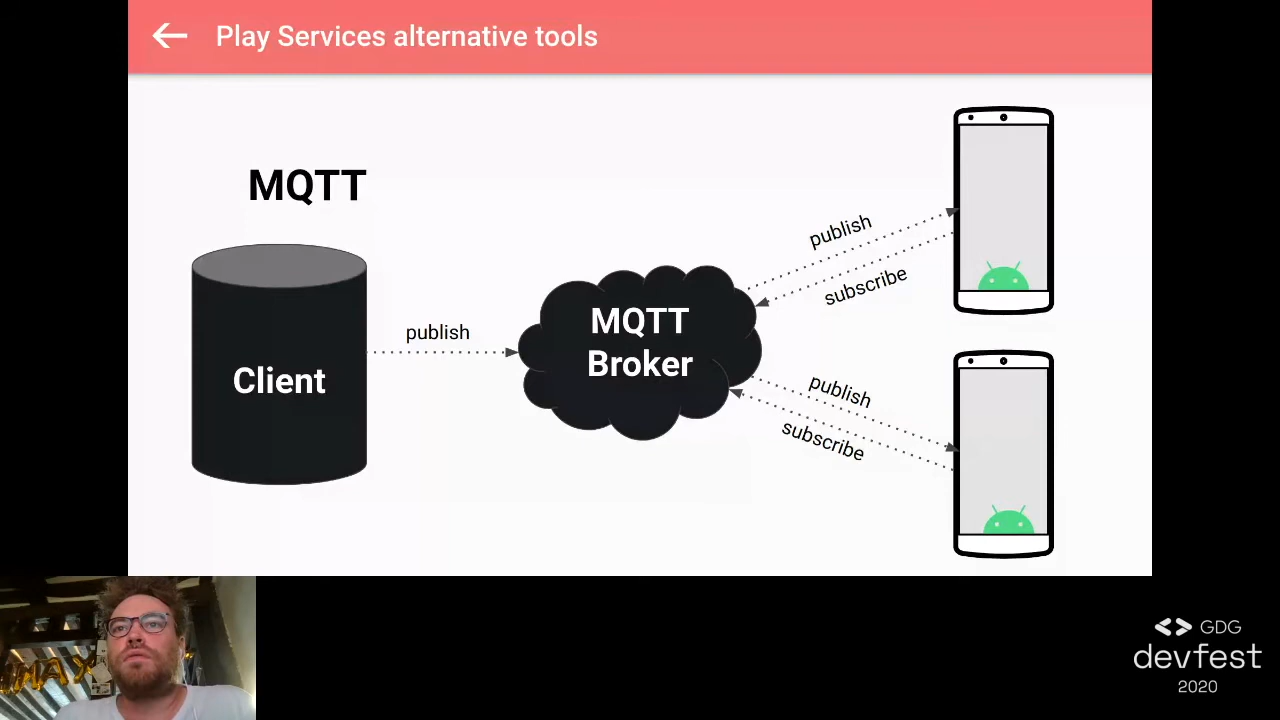 Play Services alternative tools
MQTT
Client
publish
MQTT
Broker
publish
subscribe
publish
subscribe
GDG
devfest
2020